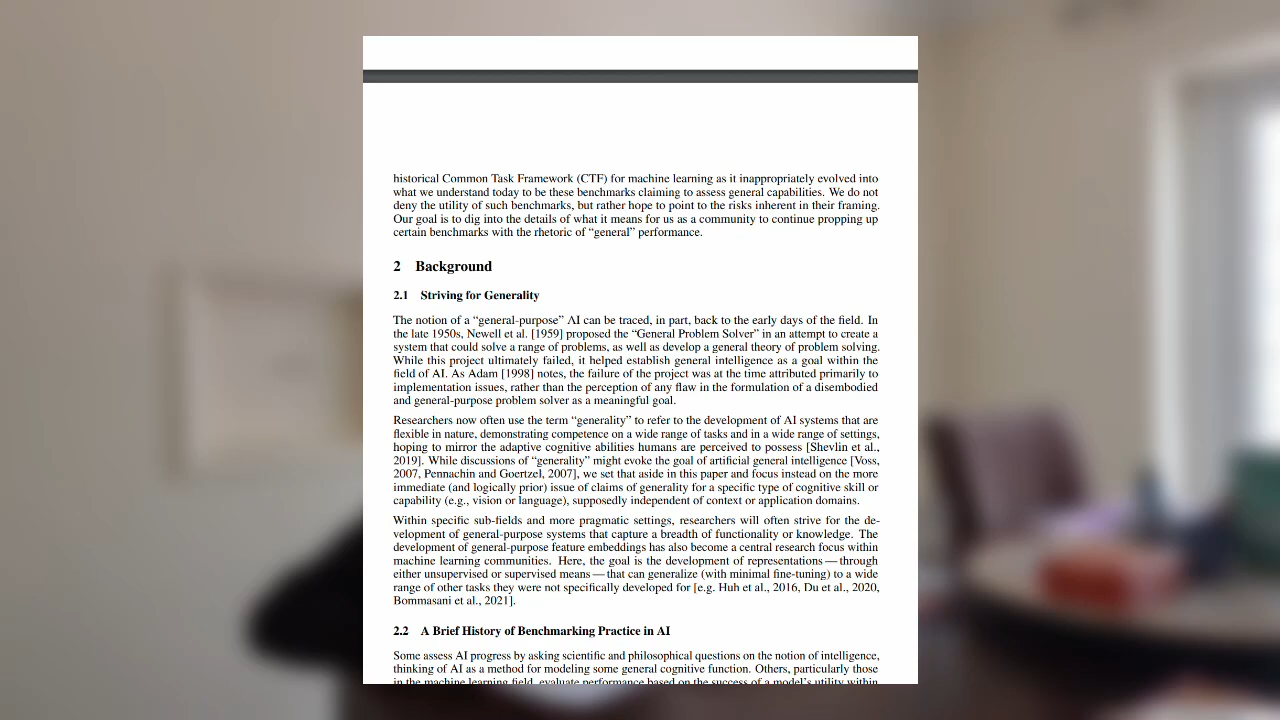 historical Common Task Framework (CTF) for machine learning as it inappropriately evolved into
what we understand today to be these benchmarks claiming to assess general capabilities. We do not
deny the utility of such benchmarks, but rather hope to point to the risks inherent in their framing.
Our goal is to dig into the details of what it means for us as a community to continue propping up
certain benchmarks with the rhetoric of “general” performance.
2 Background
2.1 Striving for Generality
The notion of a “general-purpose” AI can be traced, in part, back to the early days of the field. In
the late 1950s, Newell et al. [1959] proposed the “General Problem Solver” in an attempt to create a
system that could solve a range of problems, as well as develop a general theory of problem solving.
While this project ultimately failed, it helped establish general intelligence as a goal within the
field of AI. As Adam [1998] notes, the failure of the project was at the time attributed primarily to
implementation issues, rather than the perception of any flaw in the formulation of a disembodied
and general-purpose problem solver as a meaningful goal.
Researchers now often use the term “generality” to refer to the development of AI systems that are
flexible in nature, demonstrating competence on a wide range of tasks and in a wide range of settings,
hoping to mirror the adaptive cognitive abilities humans are perceived to possess [Shevlin et al.,
2019]. While discussions of “generality” might evoke the goal of artificial general intelligence [Voss,
2007, Pennachin and Goertzel, 2007], we set that aside in this paper and focus instead on the more
immediate (and logically prior) issue of claims of generality for a specific type of cognitive skill or
capability (e.g., vision or language), supposedly independent of context or application domains.
Within specific sub-fields and more pragmatic settings, researchers will often strive for the de-
velopment of general-purpose systems that capture a breadth of functionality or knowledge. The
development of general-purpose feature embeddings has also become a central research focus within
machine learning communities. Here, the goal is the development of representations — through
either unsupervised or supervised means — that can generalize (with minimal fine-tuning) to a wide
range of other tasks they were not specifically developed for [e.g. Huh et al., 2016, Du et al., 2020,
Bommasani et al., 2021].
2.2 A Brief History of Benchmarking Practice in AI
Some assess AI progress by asking scientific and philosophical questions on the notion of intelligence,
thinking of AI as a method for modeling some general cognitive function. Others, particularly those
in the machine learning field, evaluate performance based on the success of a model’s utility within